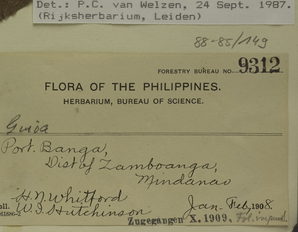 Det.: P.C. van Welzen, 24 Sept. 1987.
(Rijksherbarium, Leiden)
88-85/149
FORESTRY BUREAU NO. 9312
FLORA OF THE PHILIPPINES.
HERBARIUM, BUREAU OF SCIENCE.
Guioa
Port. Banga,
Dist of Zamboanga,
Mindanao
H.N. Whitford
W.I. Hutchinson
Jan. Feb, 1908.
Zugegangen X. 1909.